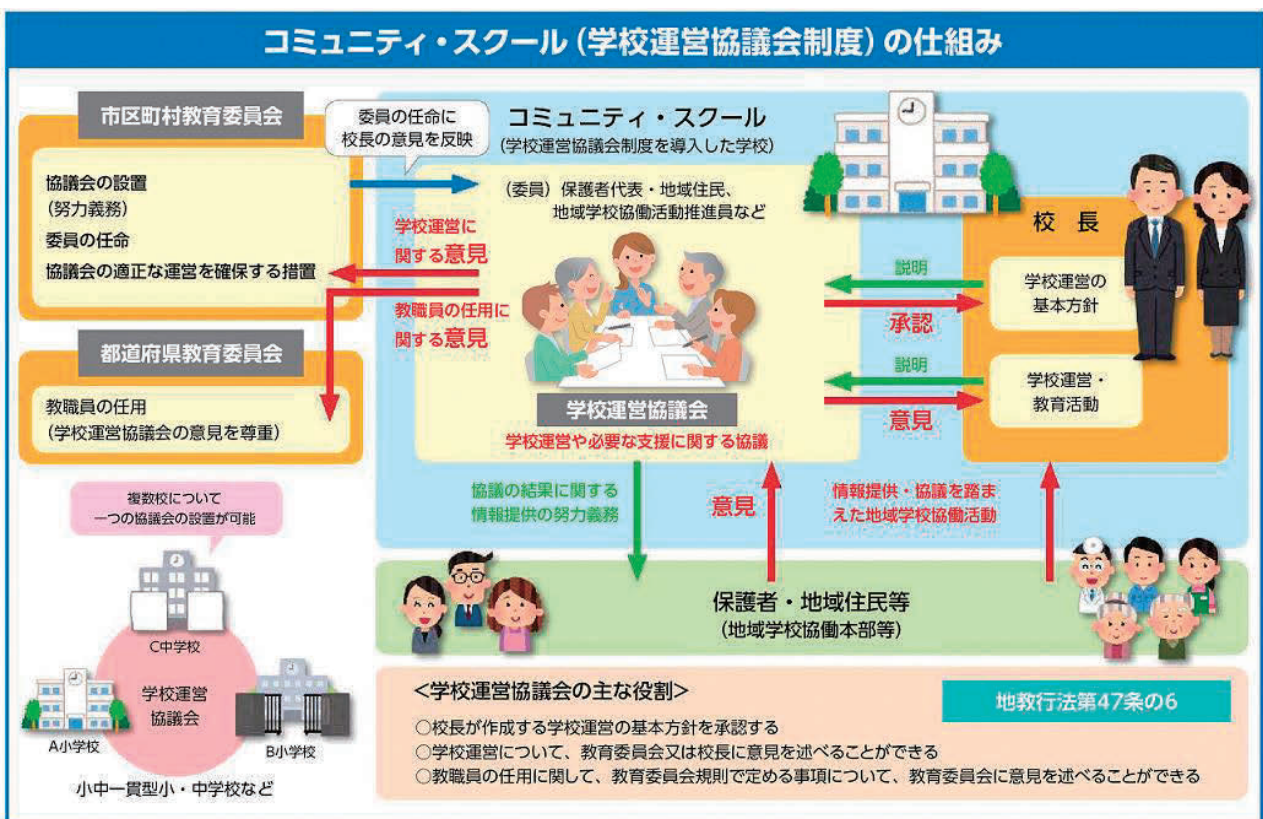 コミュニティ・スクール(学校運営協議会制度)の仕組み
市区町村教育委員会
協議会の設置
(努力義務)
委員の任命
協議会の適正な運営を確保する措置
委員の任命に
校長の意見を反映
コミュニティ・スクール
(学校運営協議会制度を導入した学校)
(委員)保護者代表・地域住民、
地域学校協働活動推進員など
学校運営に
関する意見
教職員の任用に
関する意見
学校運営協議会
学校運営や必要な支援に関する協議
校長
説明
承認
学校運営の
基本方針
説明
意見
学校運営・
教育活動
都道府県教育委員会
教職員の任用
(学校運営協議会の意見を尊重)
協議の結果に関する
情報提供の努力義務
意見
情報提供・協議を踏ま
えた地域学校協働活動
保護者・地域住民等
(地域学校協働本部等)
複数校について
一つの協議会の設置が可能
C中学校
学校運営
協議会
A小学校
B小学校
小中一貫型小・中学校など
<学校運営協議会の主な役割>
地教行法第47条の6
○校長が作成する学校運営の基本方針を承認する
○学校運営について、教育委員会又は校長に意見を述べることができる
○教職員の任用に関して、教育委員会規則で定める事項について、教育委員会に意見を述べることができる